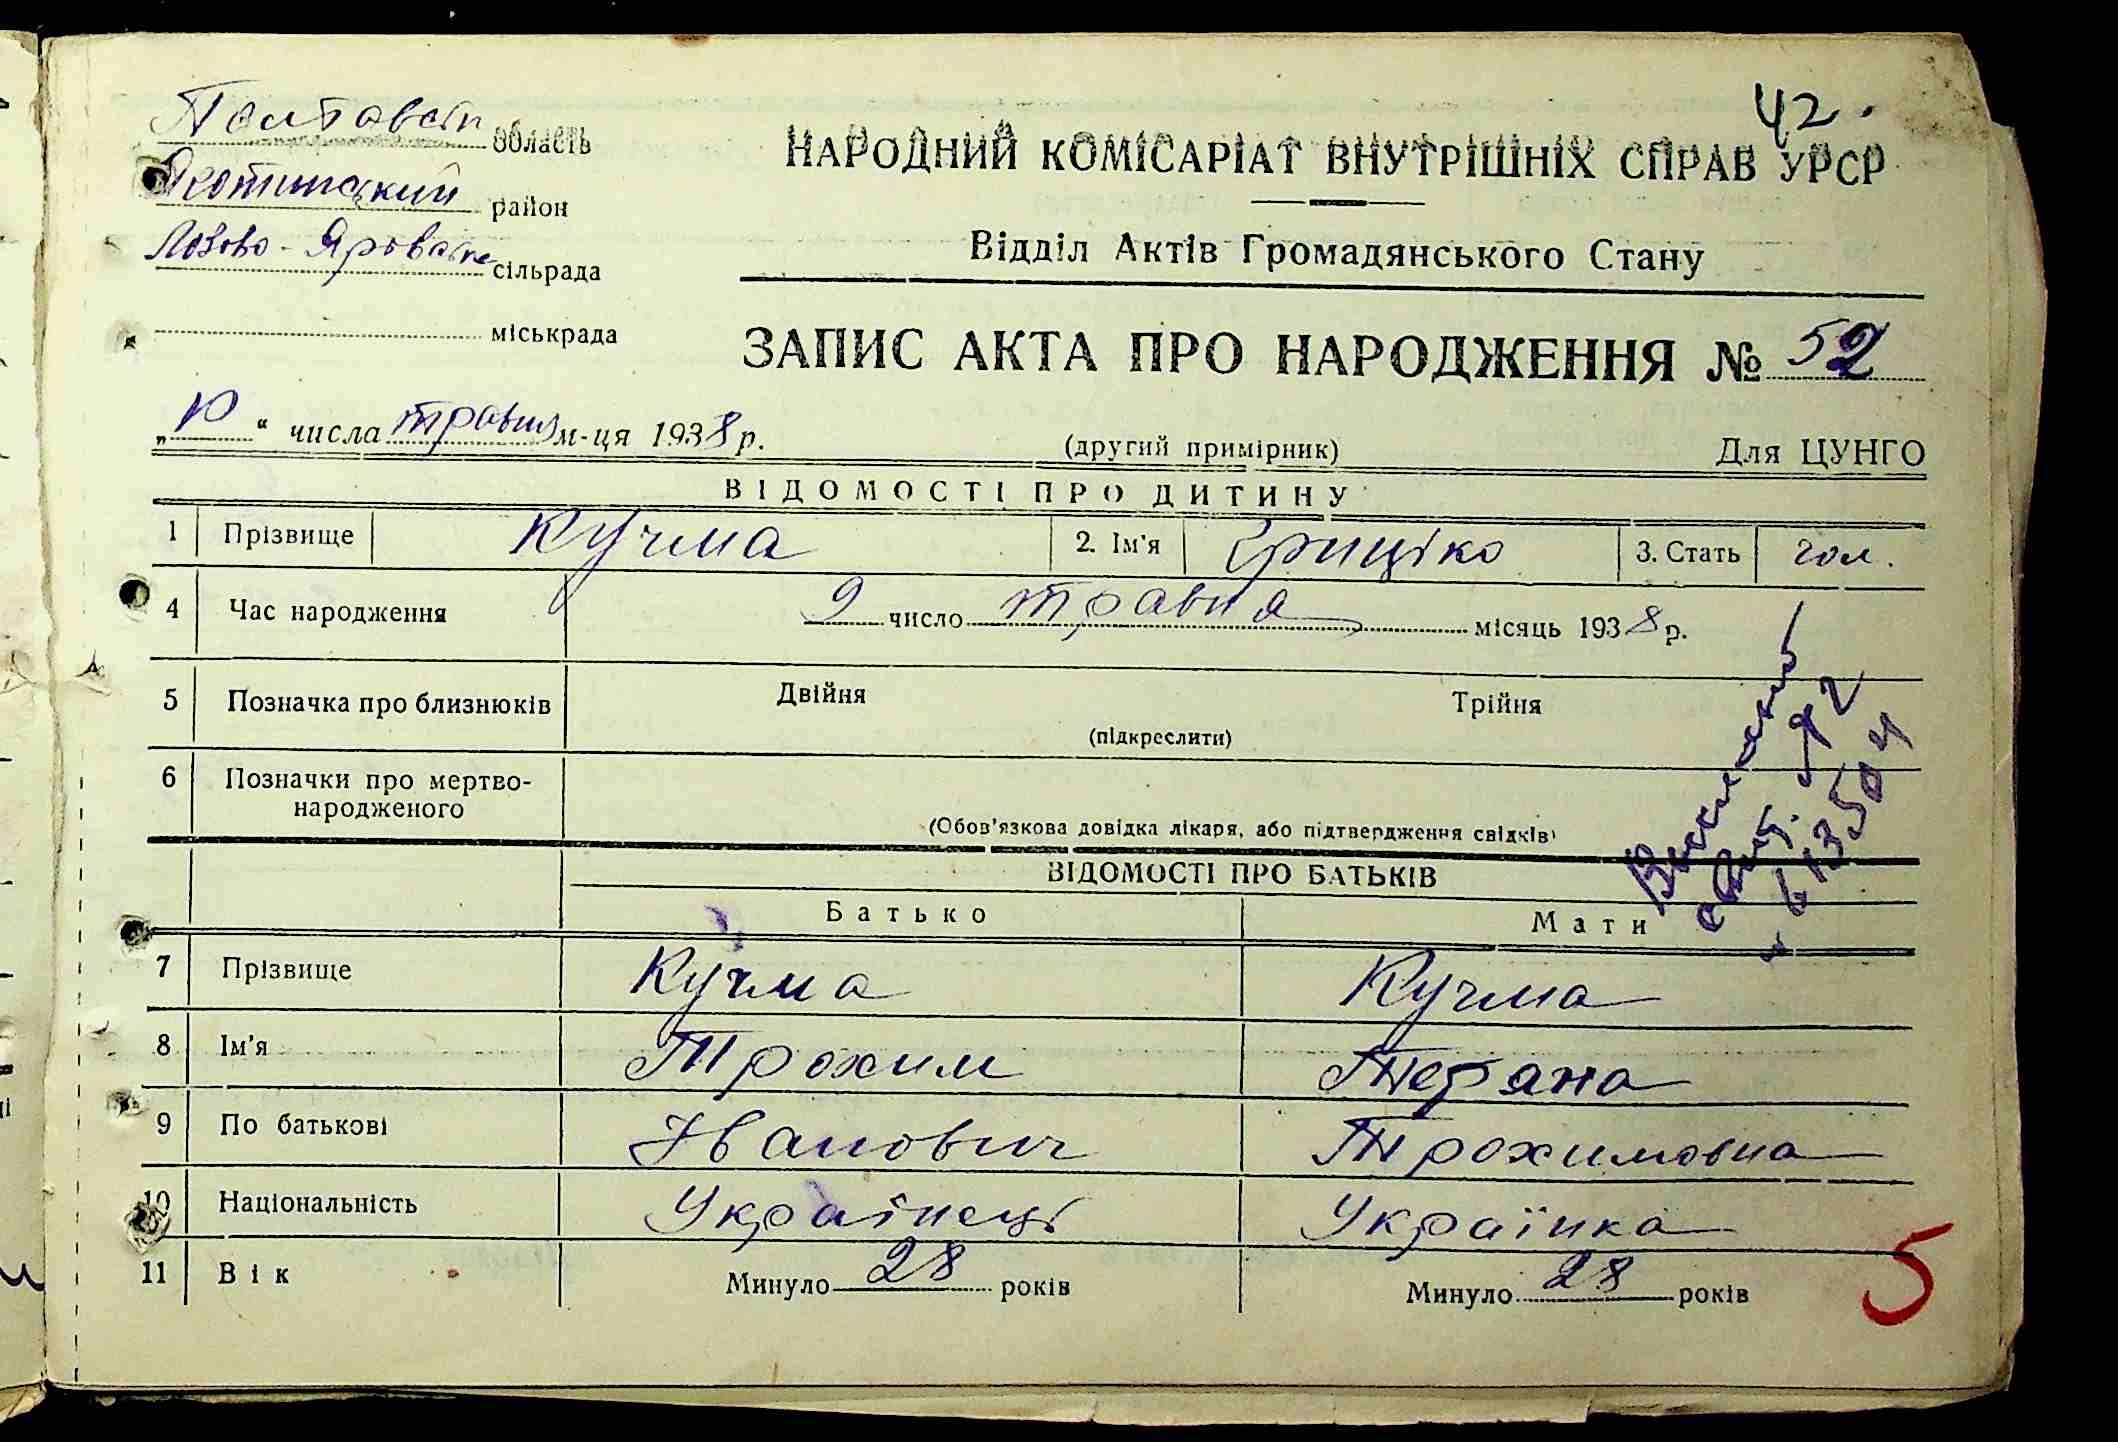 42.
Полтавськ область
Яготинський район
Лозово-Яровська сільрада
міськрада
НАРОДНИЙ КОМІСАРІАТ ВНУТРІШНІХ СПРАВ УРСР
Відділ Актів Громадянського Стану
ЗАПИС АКТА ПРО НАРОДЖЕННЯ № 52
„10“ числа травня м-ця 1938 р. (другий примірник) Для ЦУНГО
ВІДОМОСТІ ПРО ДИТИНУ
1 Прізвище Кучма 2. Ім'я Гриціко 3. Стать чол.
4 Час народження 9 число травня місяць 1938 р.
5 Позначка про близнюків Двійня Трійня
(підкреслити)
6 Позначки про мертво-
народженого
(Обов'язкова довідка лікаря, або підтвердження свідків)
ВІДОМОСТІ ПРО БАТЬКІВ
Батько Мати
7 Прізвище Кучма Кучма
8 Ім'я Трохим Тетяна
9 По батькові Іванович Трохимовна
10 Національність Українець Українка
11 Вік Минуло 28 років Минуло 28 років
5